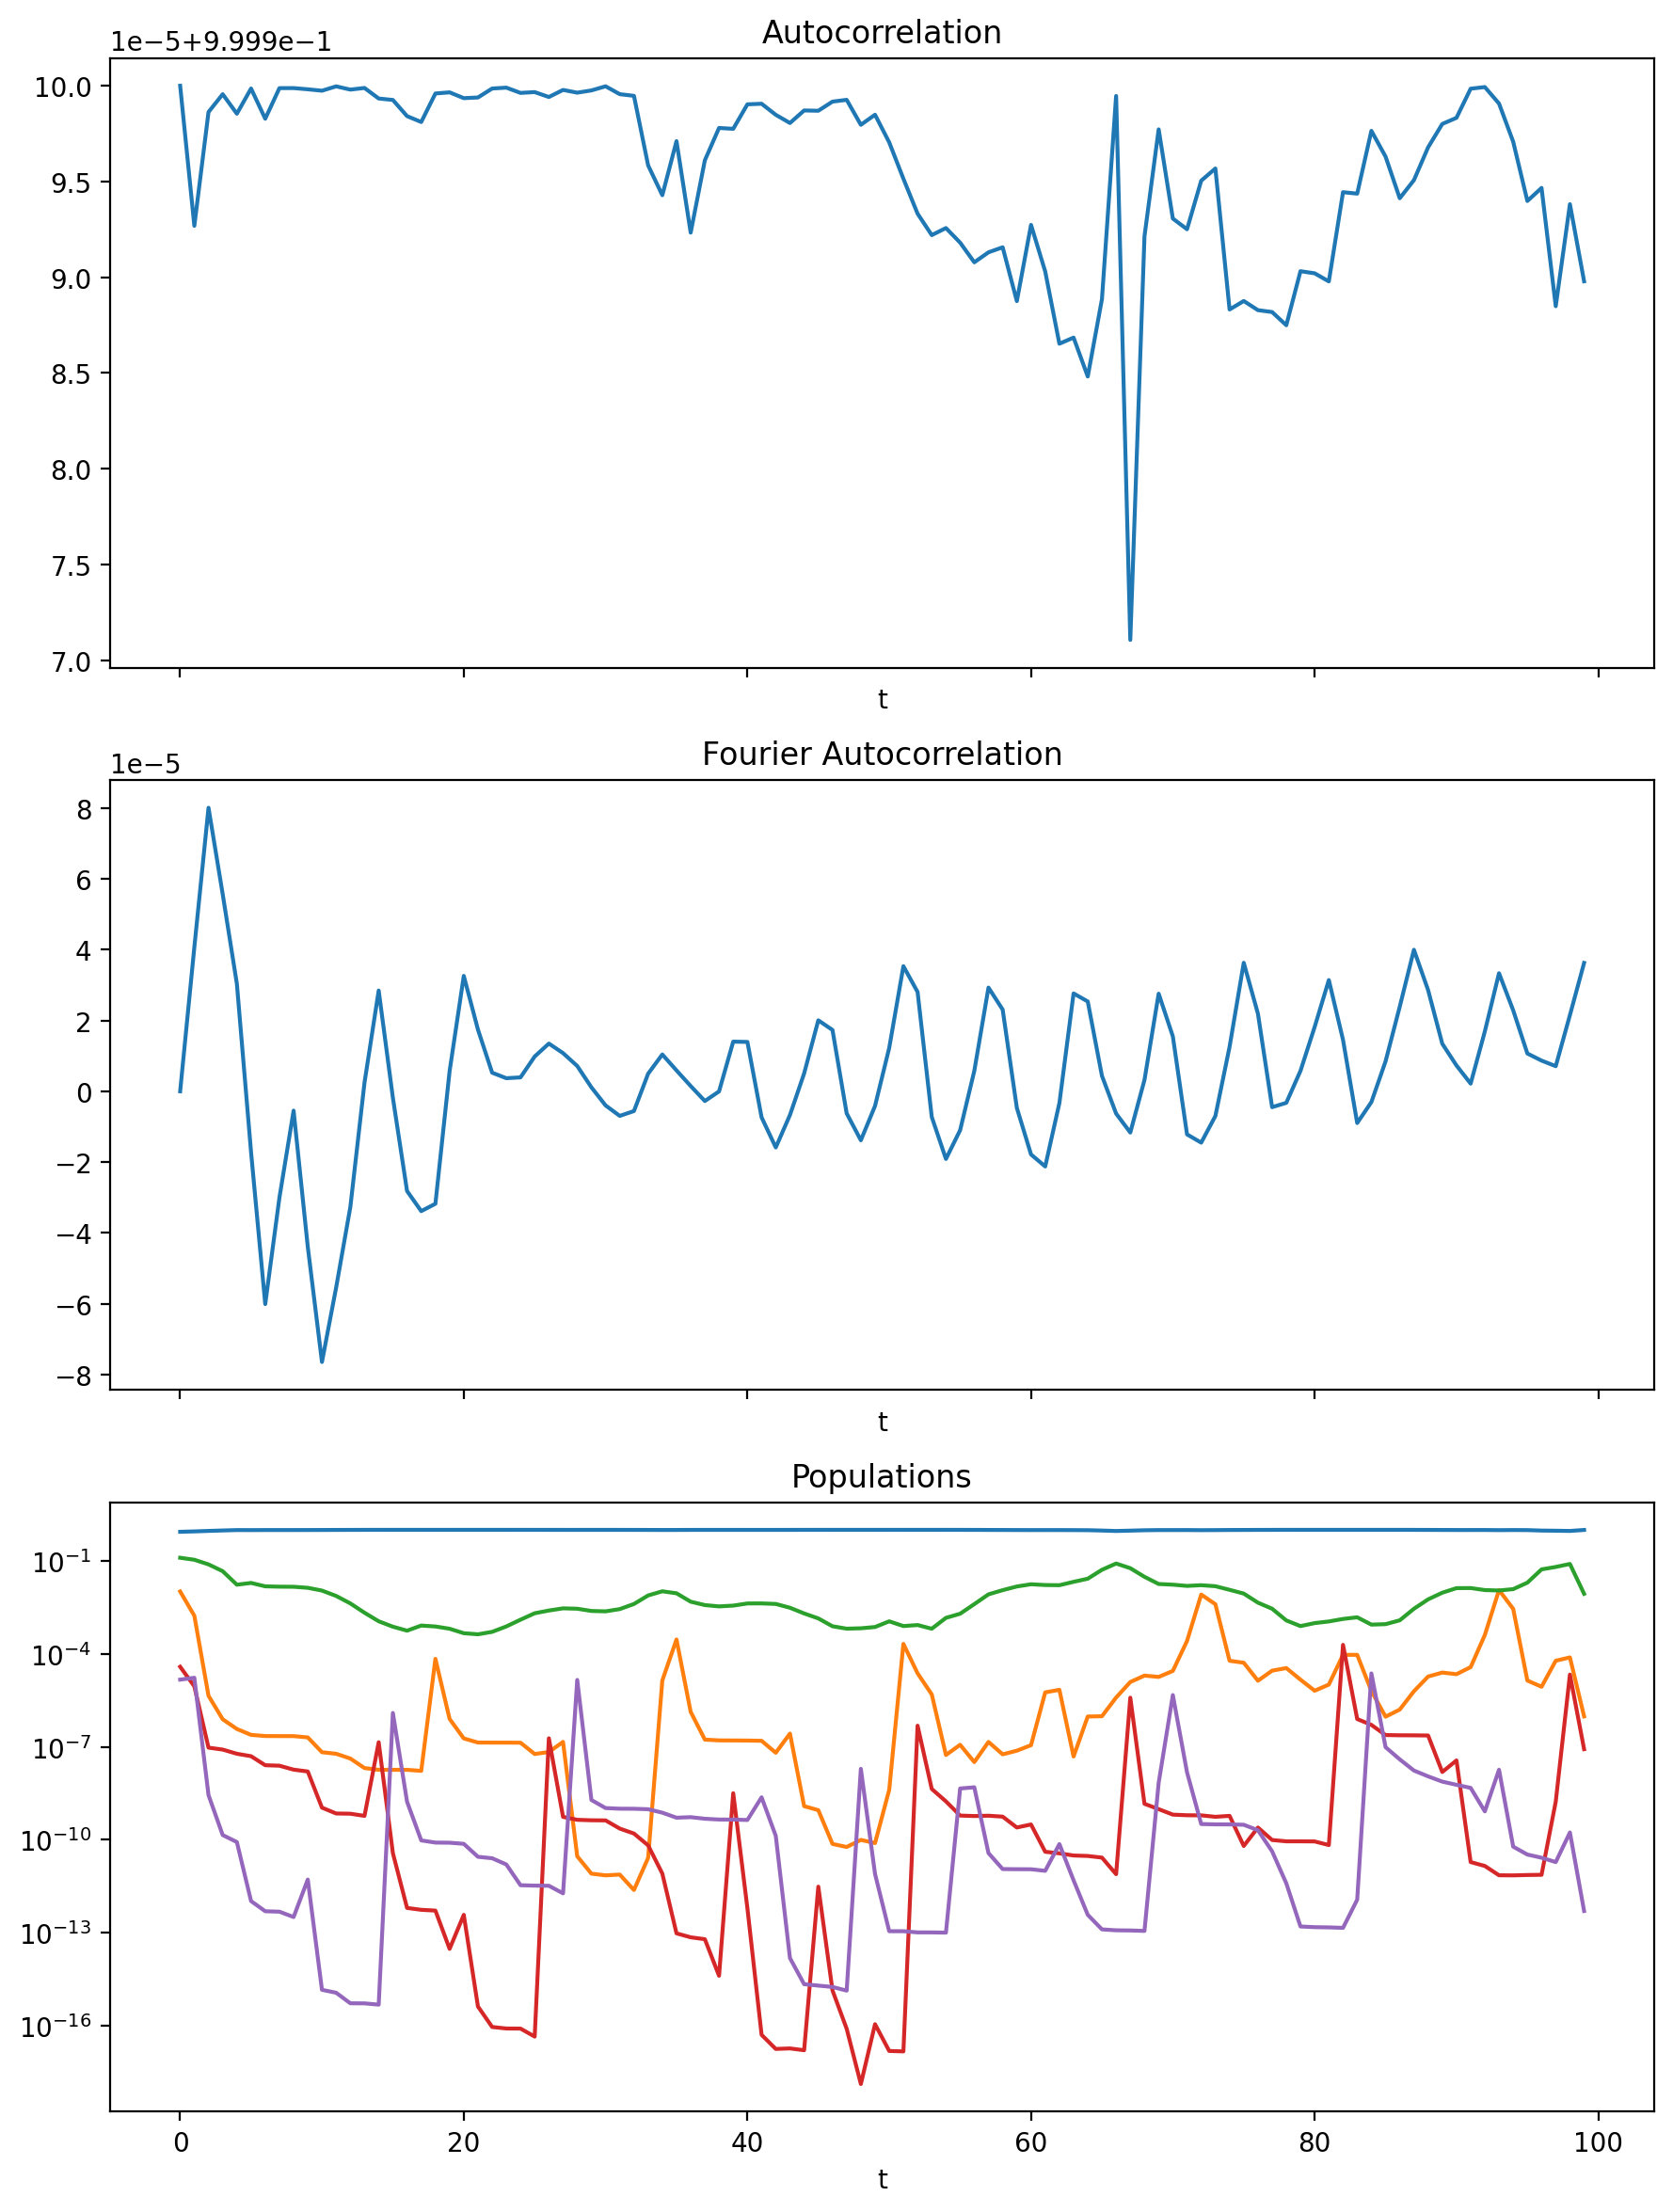 Autocorrelation
1e−5+9.999e−1
10.0
9.5
9.0
8.5
8.0
7.5
7.0
t
Fourier Autocorrelation
1e−5
8
6
4
2
0
−2
−4
−6
−8
t
Populations
10⁻¹
10⁻⁴
10⁻⁷
10⁻¹⁰
10⁻¹³
10⁻¹⁶
0 20 40 60 80 100
t